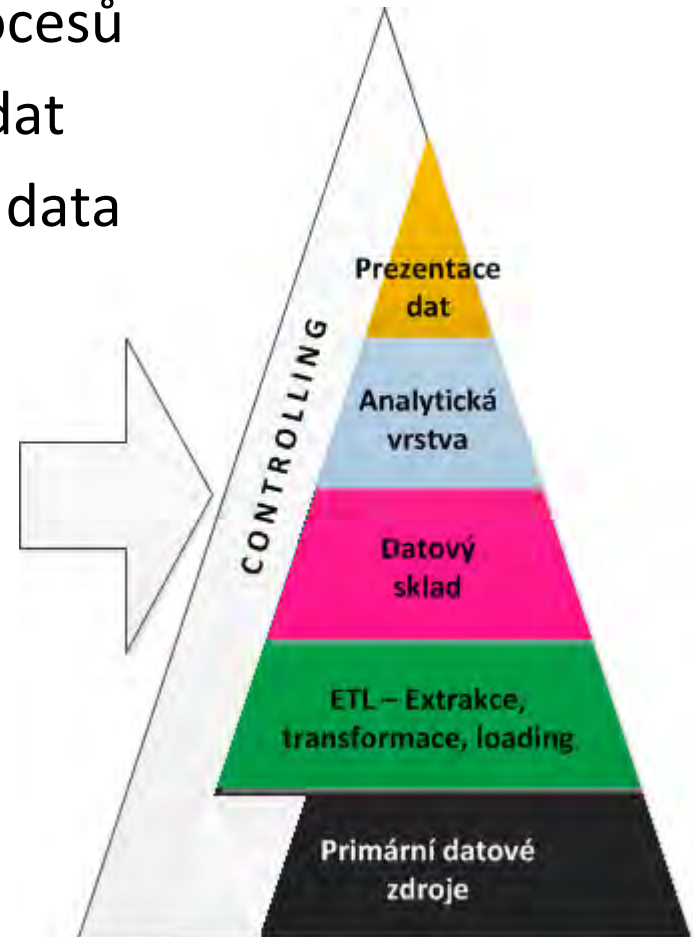 ocesů
dat
data
Prezentace
dat
CONTROLLING
Analytická
vrstva
Datový
sklad
ETL – Extrakce,
transformace, loading
Primární datové
zdroje